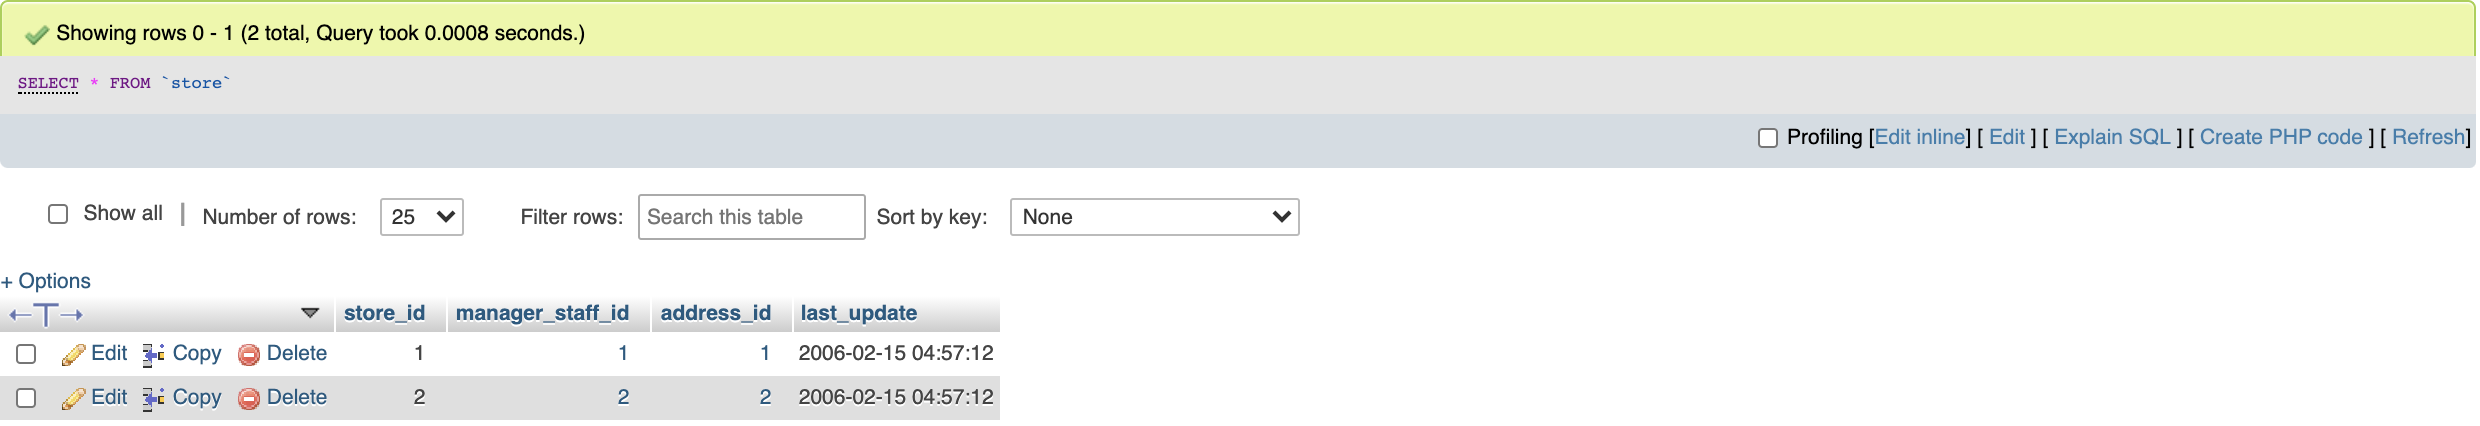 Showing rows 0 - 1 (2 total, Query took 0.0008 seconds.)
SELECT * FROM `store`
Profiling [Edit inline] [ Edit ] [ Explain SQL ] [ Create PHP code ] [ Refresh]
Show all | Number of rows: 25 Filter rows: Search this table Sort by key: None
+ Options
←T→ store_id manager_staff_id address_id last_update
Edit Copy Delete 1 1 1 2006-02-15 04:57:12
Edit Copy Delete 2 2 2 2006-02-15 04:57:12